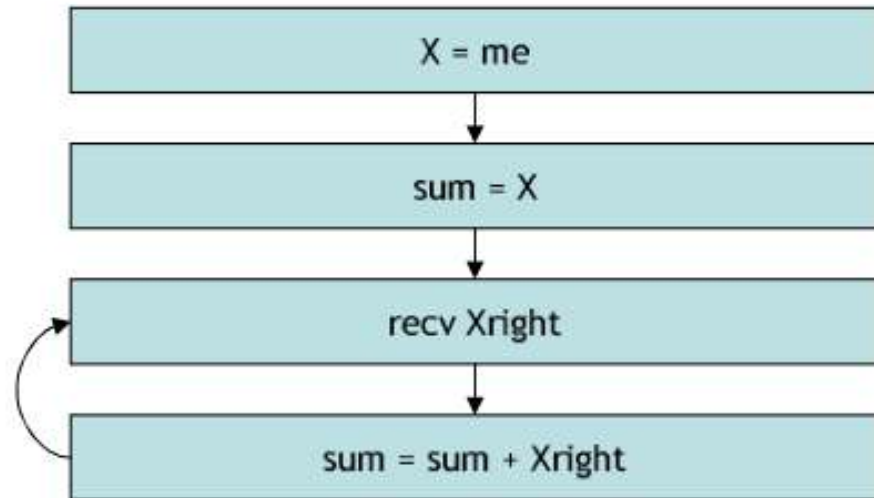 X = me
sum = X
recv Xright
sum = sum + Xright